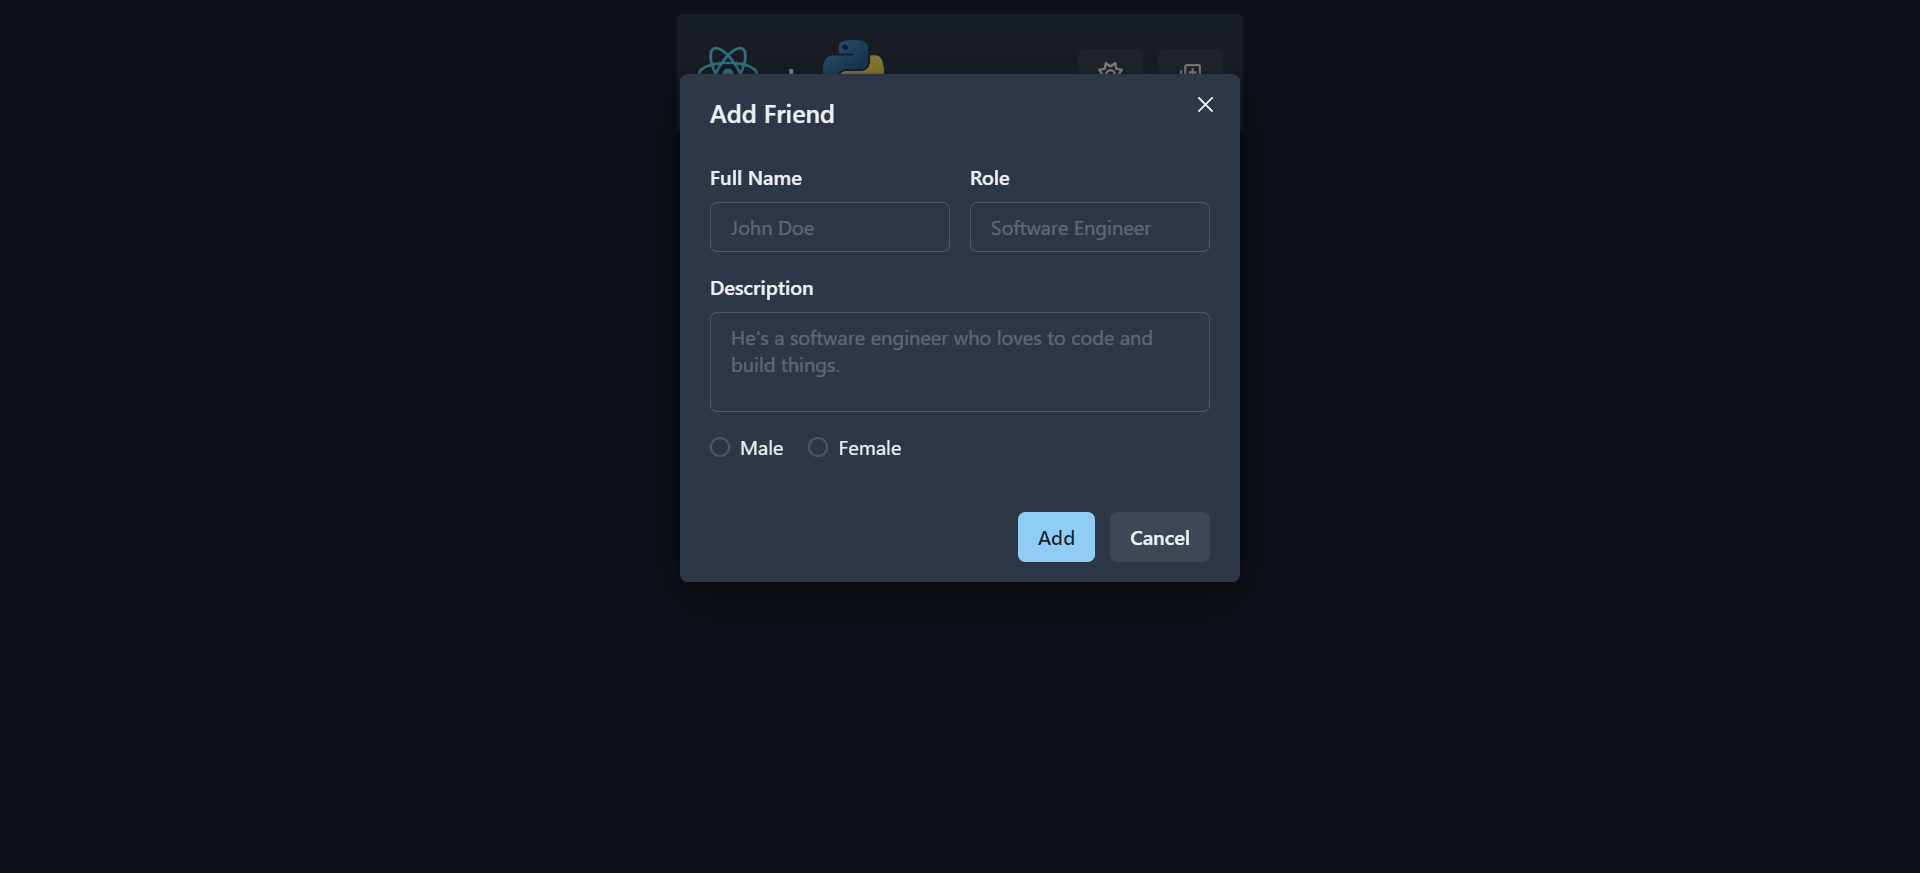 Add Friend
Full Name
Role
John Doe
Software Engineer
Description
He's a software engineer who loves to code and
build things.
Male
Female
Add
Cancel